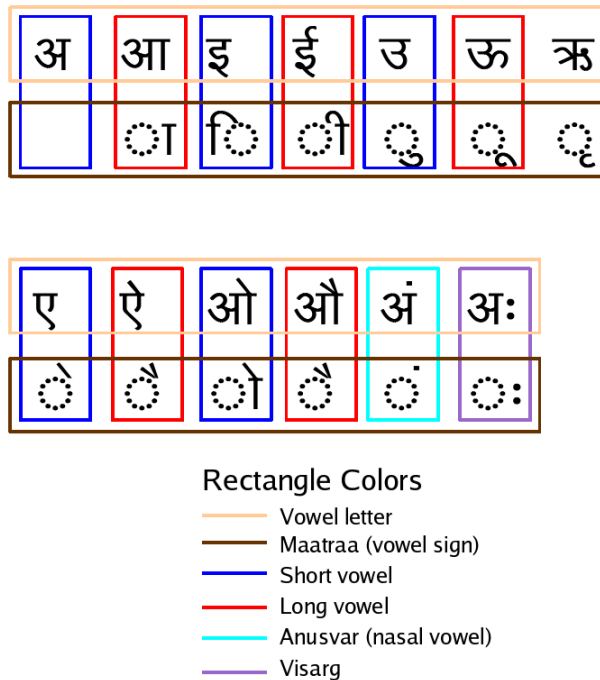 अ आ इ ई उ ऊ ऋ
◌ा ◌ि ◌ी ◌ु ◌ू ◌ृ
ए ऐ ओ औ अं अः
◌े ◌ै ◌ो ◌ै ◌ं ◌ः
Rectangle Colors
Vowel letter
Maatraa (vowel sign)
Short vowel
Long vowel
Anusvar (nasal vowel)
Visarg